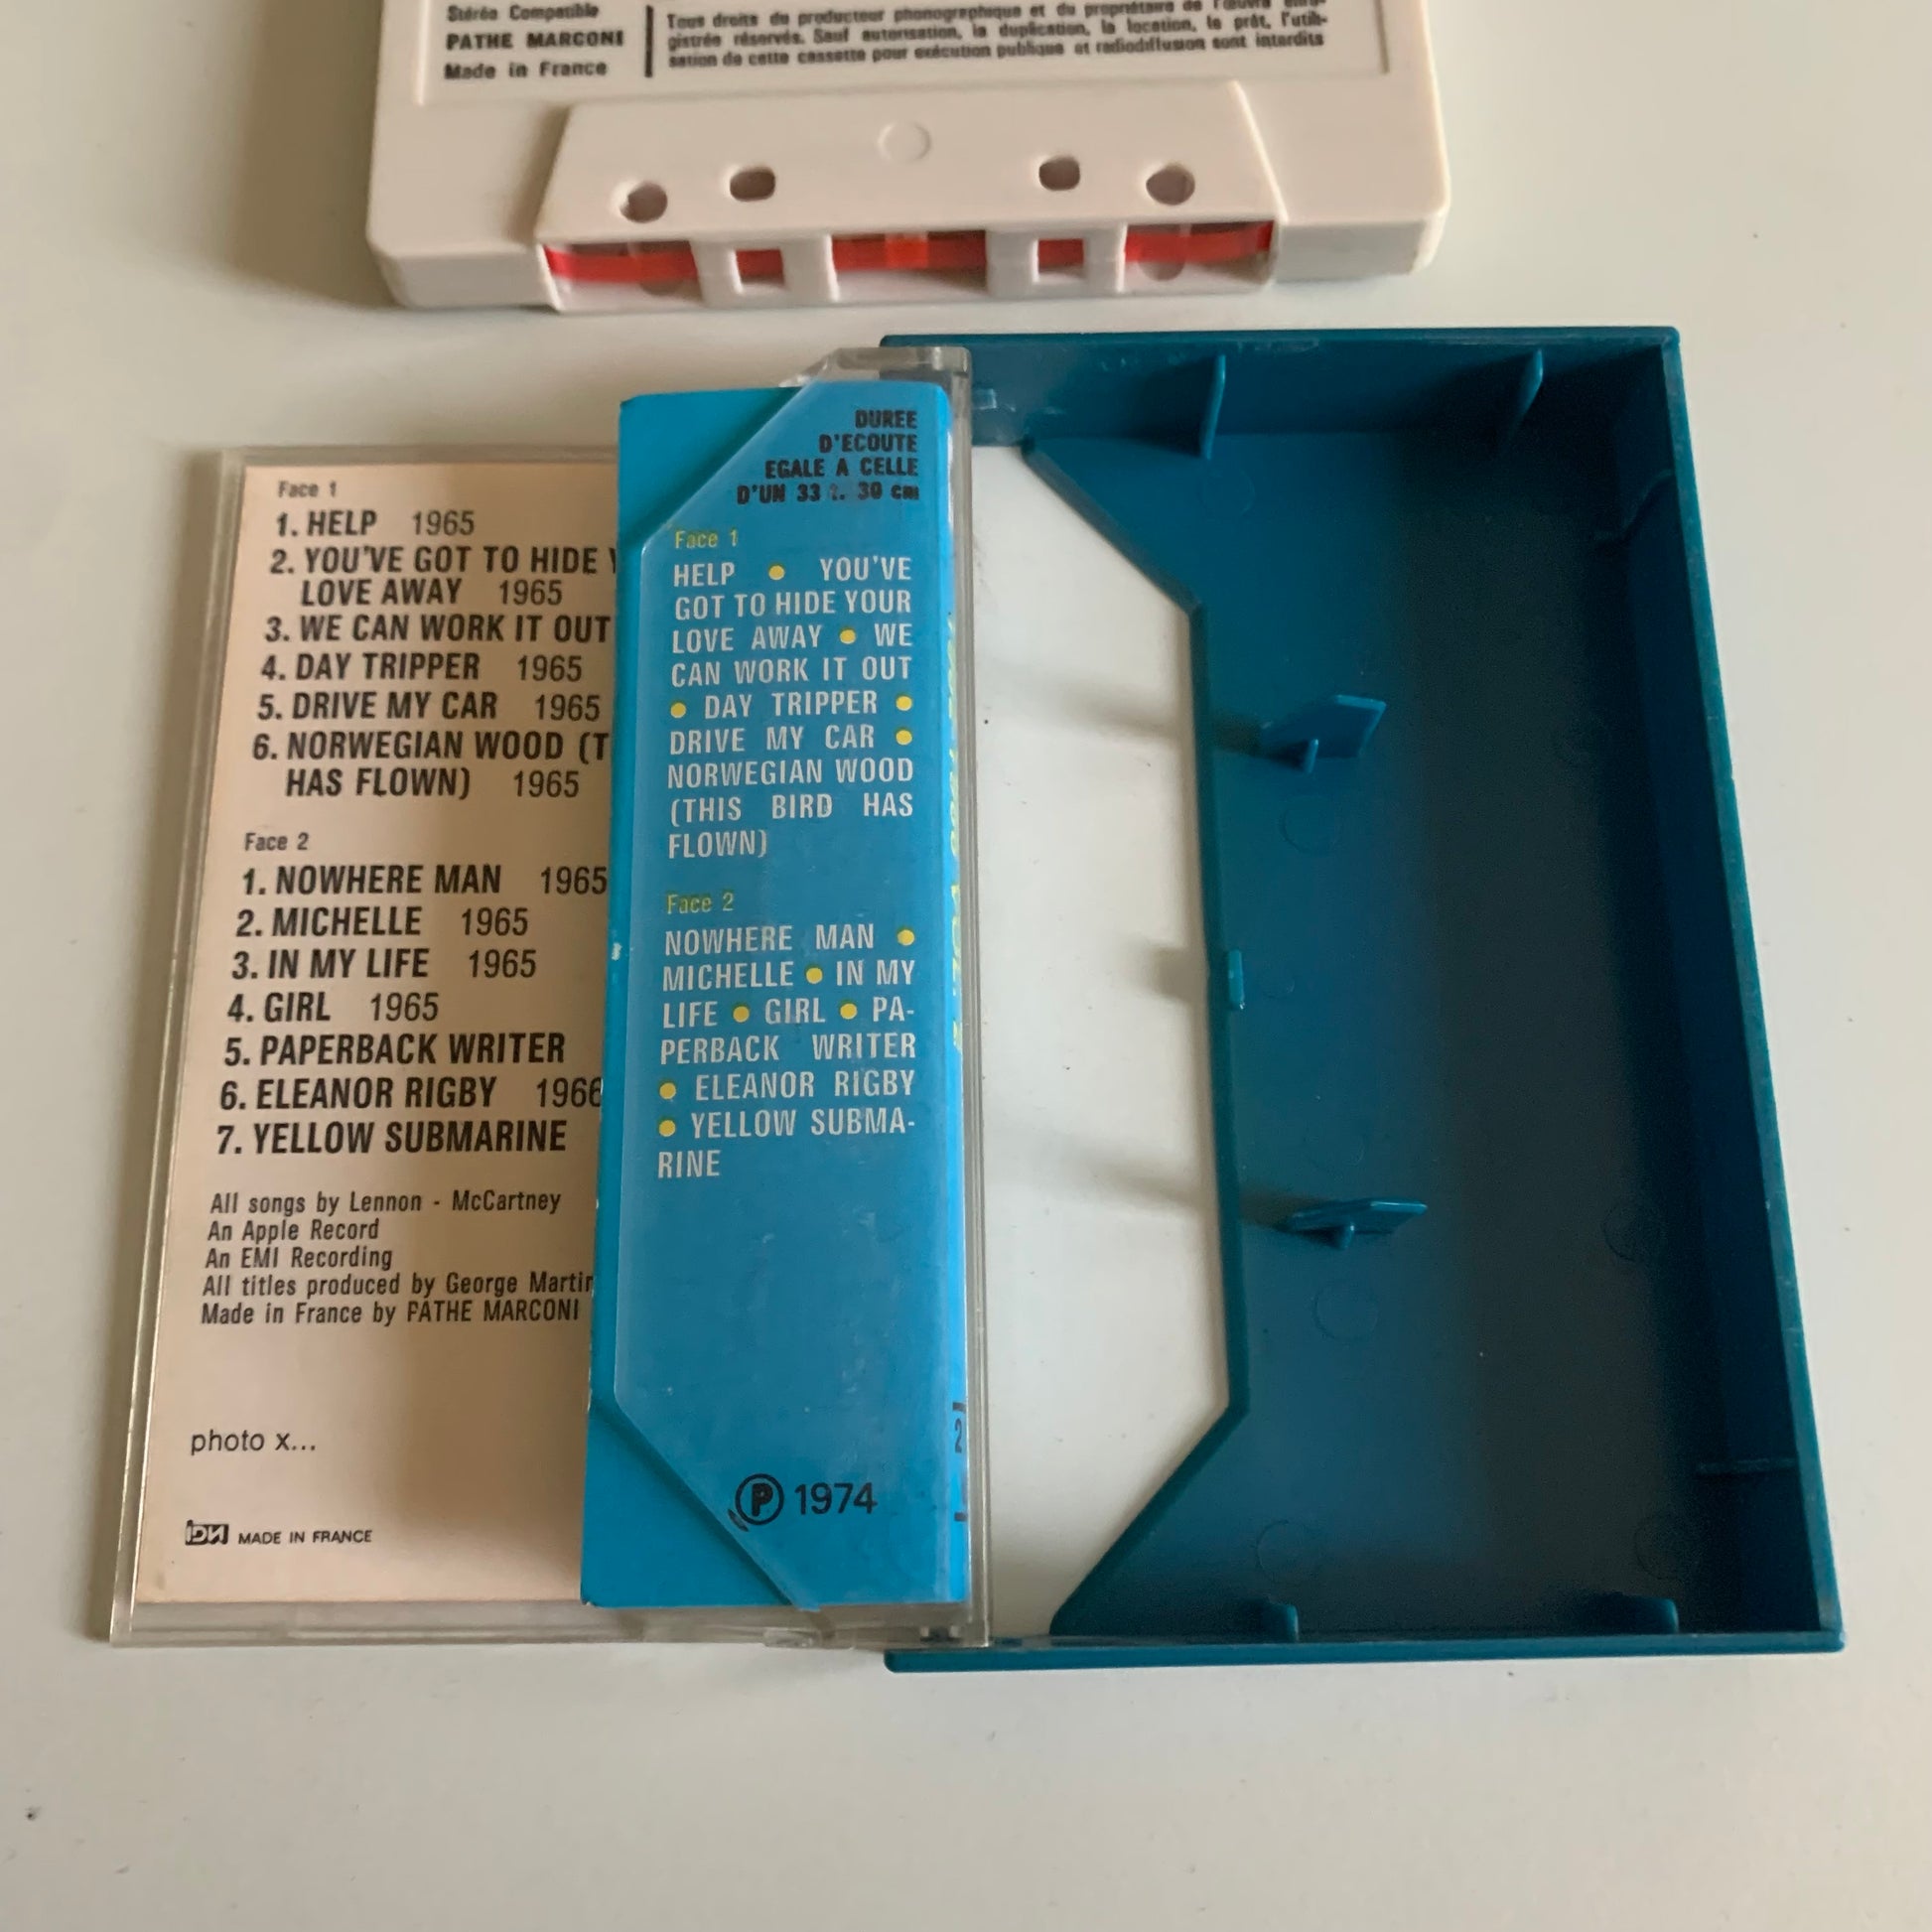 Stéréo Compatible
PATHE MARCONI
Made in France
Tous droits du producteur phonographique et du propriétaire de l'œuvre enre-
gistrée réservés. Sauf autorisation, la duplication, la location, le prêt, l'utili-
sation de cette cassette pour exécution publique et radiodiffusion sont interdits
Face 1
1. HELP 1965
2. YOU'VE GOT TO HIDE Y
LOVE AWAY 1965
3. WE CAN WORK IT OUT
4. DAY TRIPPER 1965
5. DRIVE MY CAR 1965
6. NORWEGIAN WOOD (T
HAS FLOWN) 1965
Face 2
1. NOWHERE MAN 1965
2. MICHELLE 1965
3. IN MY LIFE 1965
4. GIRL 1965
5. PAPERBACK WRITER
6. ELEANOR RIGBY 1966
7. YELLOW SUBMARINE
All songs by Lennon - McCartney
An Apple Record
An EMI Recording
All titles produced by George Martin
Made in France by PATHE MARCONI
photo x...
iDN MADE IN FRANCE
DUREE
D'ECOUTE
EGALE A CELLE
D'UN 33 t. 30 cm
Face 1
HELP ● YOU'VE
GOT TO HIDE YOUR
LOVE AWAY ● WE
CAN WORK IT OUT
● DAY TRIPPER ●
DRIVE MY CAR ●
NORWEGIAN WOOD
(THIS BIRD HAS
FLOWN)
Face 2
NOWHERE MAN ●
MICHELLE ● IN MY
LIFE ● GIRL ● PA-
PERBACK WRITER
● ELEANOR RIGBY
● YELLOW SUBMA-
RINE
℗ 1974
2